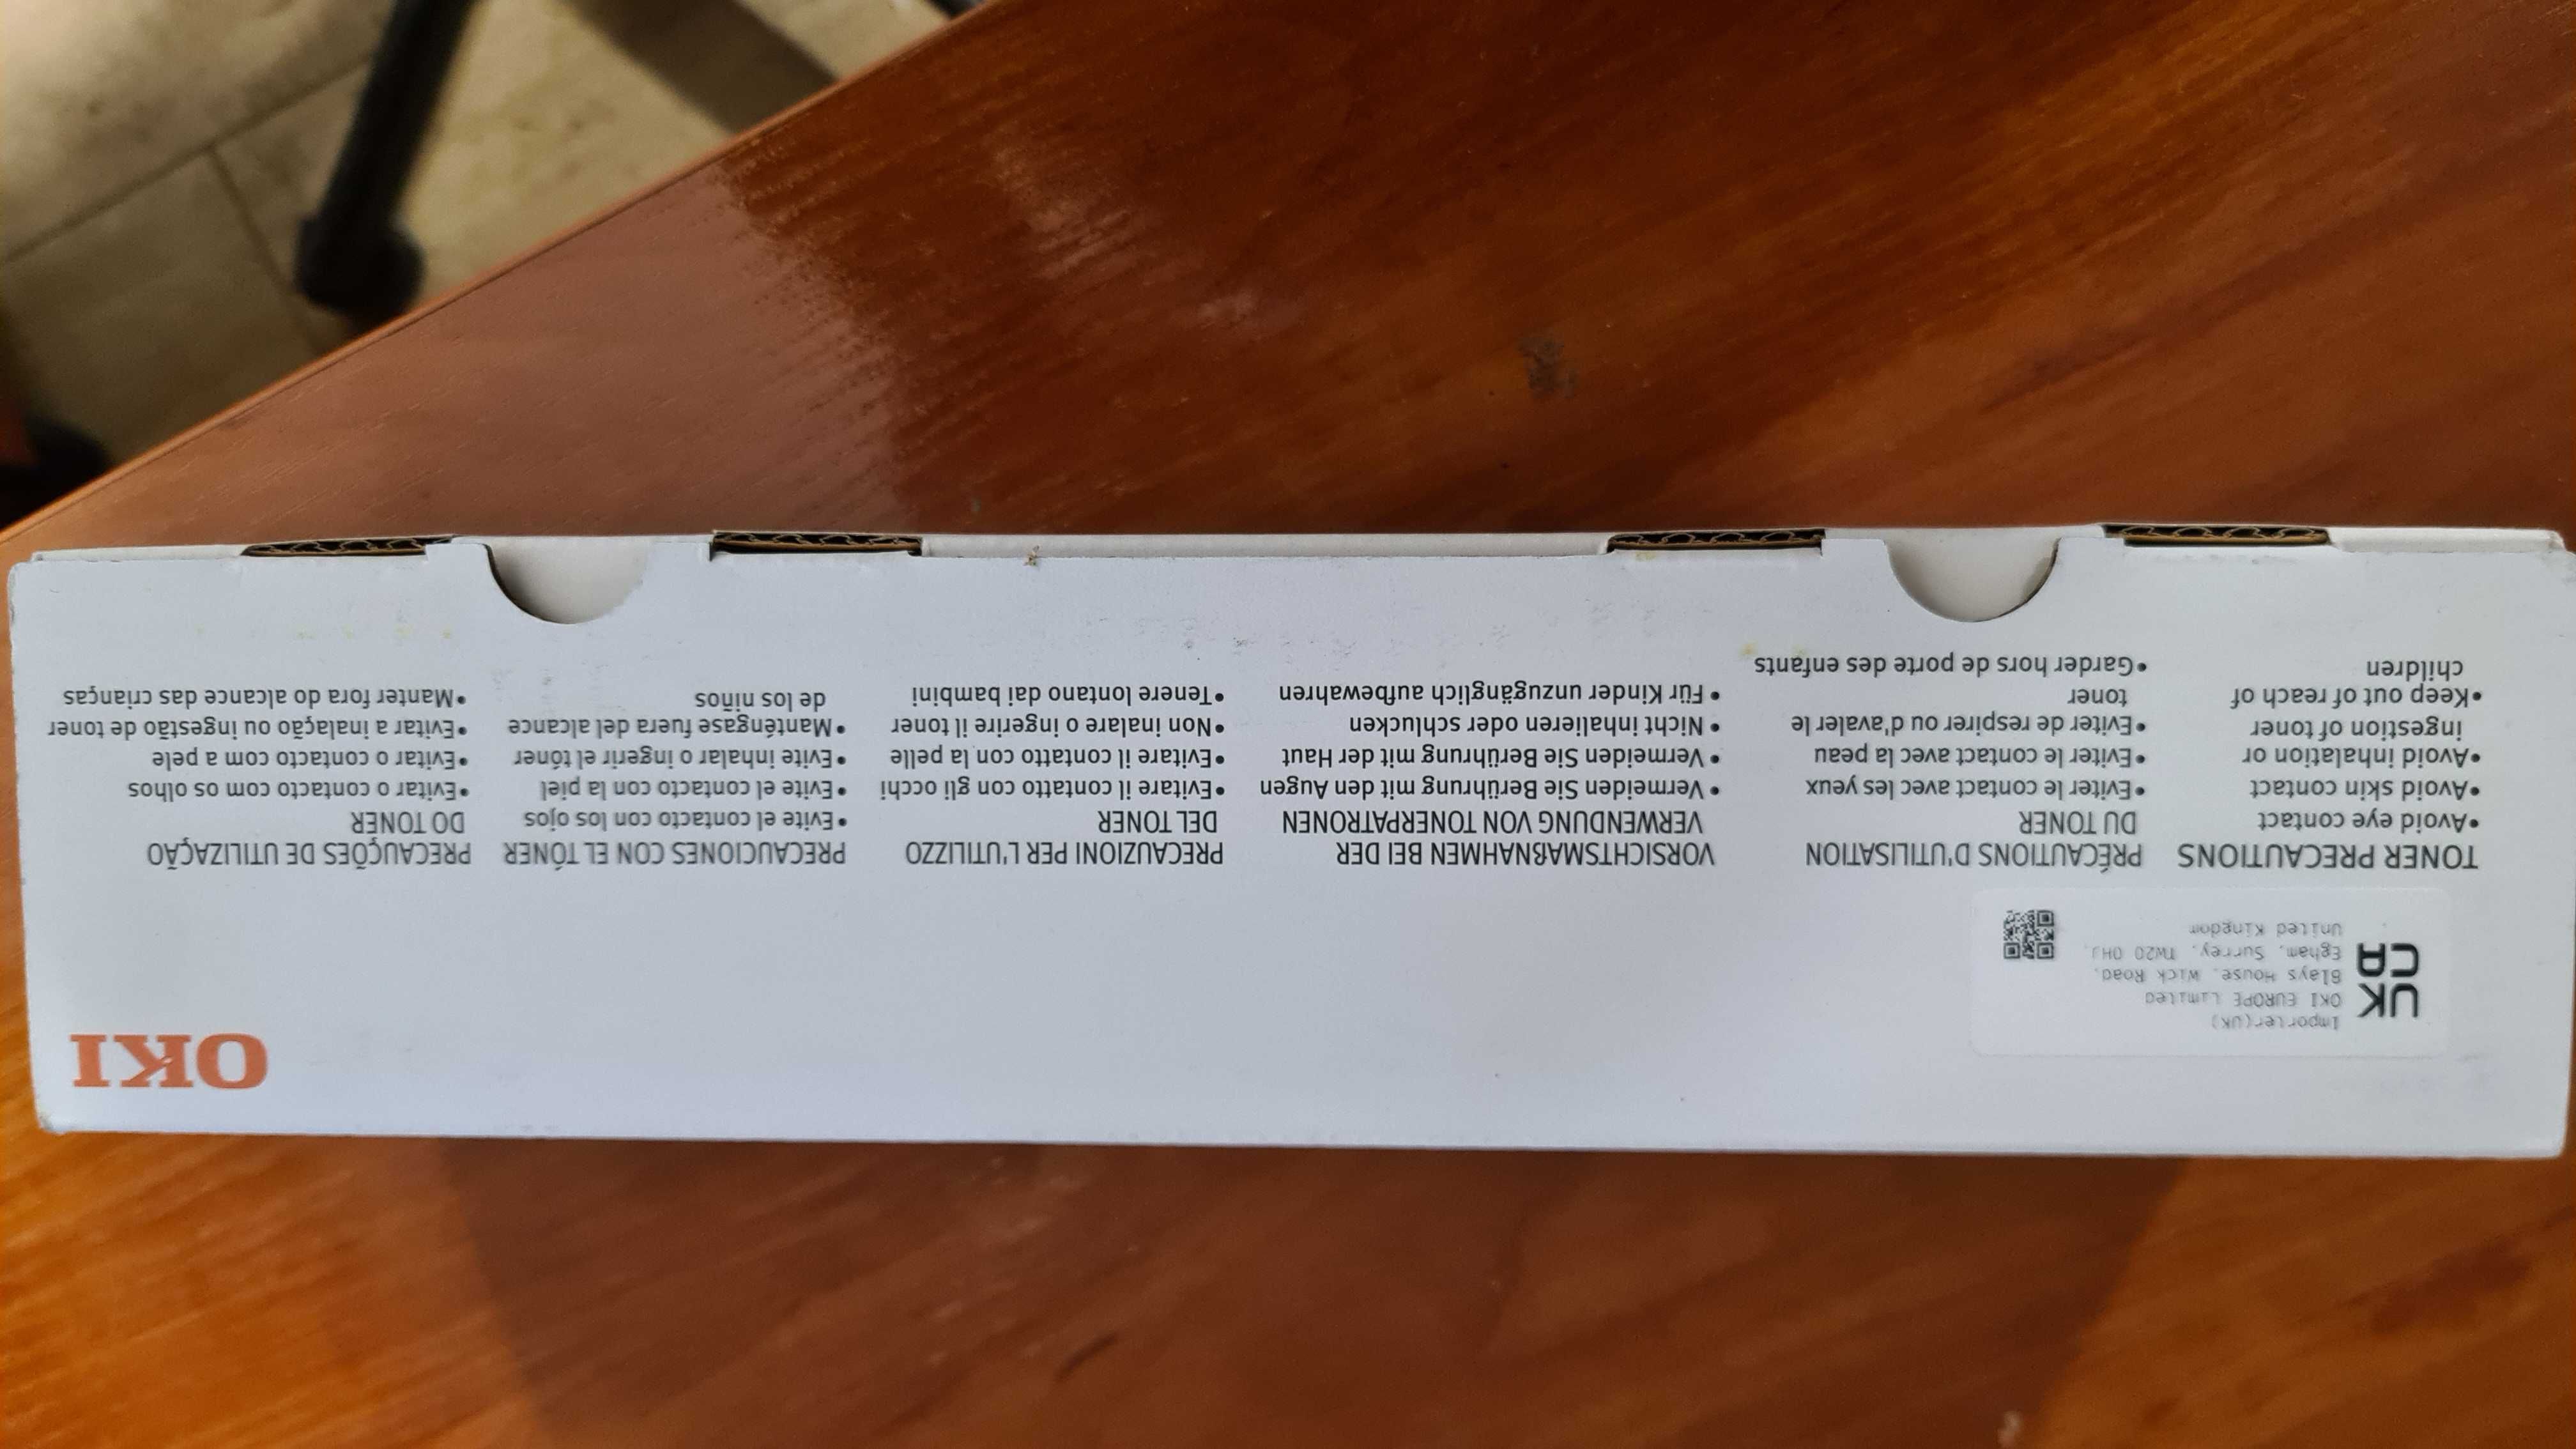 OKI
Importer(UK)
OKI EUROPE Limited
Blays House, Wick Road,
Egham, Surrey, TW20 0HJ,
United Kingdom
UK
CA
TONER PRECAUTIONS
•Avoid eye contact
•Avoid skin contact
•Avoid inhalation or
ingestion of toner
•Keep out of reach of
children
PRÉCAUTIONS D'UTILISATION
DU TONER
•Eviter le contact avec les yeux
•Eviter le contact avec la peau
•Eviter de respirer ou d'avaler le
toner
•Garder hors de porte des enfants
VORSICHTSMAßNAHMEN BEI DER
VERWENDUNG VON TONERPATRONEN
• Vermeiden Sie Berührung mit den Augen
• Vermeiden Sie Berührung mit der Haut
• Nicht inhalieren oder schlucken
• Für Kinder unzugänglich aufbewahren
PRECAUZIONI PER L'UTILIZZO
DEL TONER
•Evitare il contatto con gli occhi
•Evitare il contatto con la pelle
•Non inalare o ingerire il toner
•Tenere lontano dai bambini
PRECAUCIONES CON EL TÓNER
•Evite el contacto con los ojos
•Evite el contacto con la piel
•Evite inhalar o ingerir el tóner
•Manténgase fuera del alcance
de los niños
PRECAUÇÕES DE UTILIZAÇÃO
DO TONER
•Evitar o contacto com os olhos
•Evitar o contacto com a pele
•Evitar a inalação ou ingestão de toner
•Manter fora do alcance das crianças